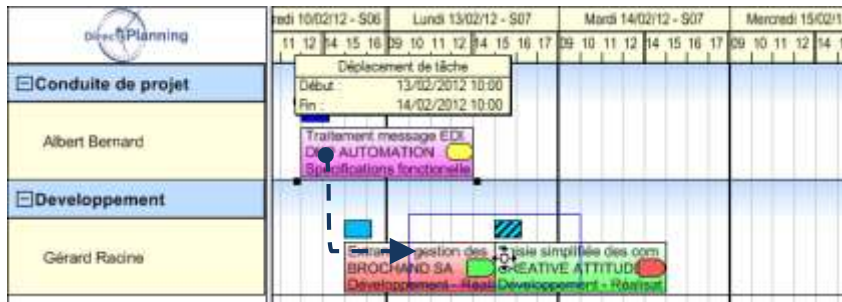 DirectPlanning
redi 10/02/12 - S06
Lundi 13/02/12 - S07
Mardi 14/02/12 - S07
Mercredi 15/02/1
11 12 14 15 16 09 10 11 12 14 15 16 17 09 10 11 12 14 15 16 17 09 10 11 12 14
Déplacement de tâche
Début : 13/02/2012 10:00
Fin : 14/02/2012 10:00
Conduite de projet
Albert Bernard
Traitement message EDI
AUTOMATION
Spécifications fonctionelle
Developpement
Gérard Racine
gestion des
simplifiée des com
BROCHAND SA
CREATIVE ATTITUDE
Développement - Réali
Développement - Réalisat